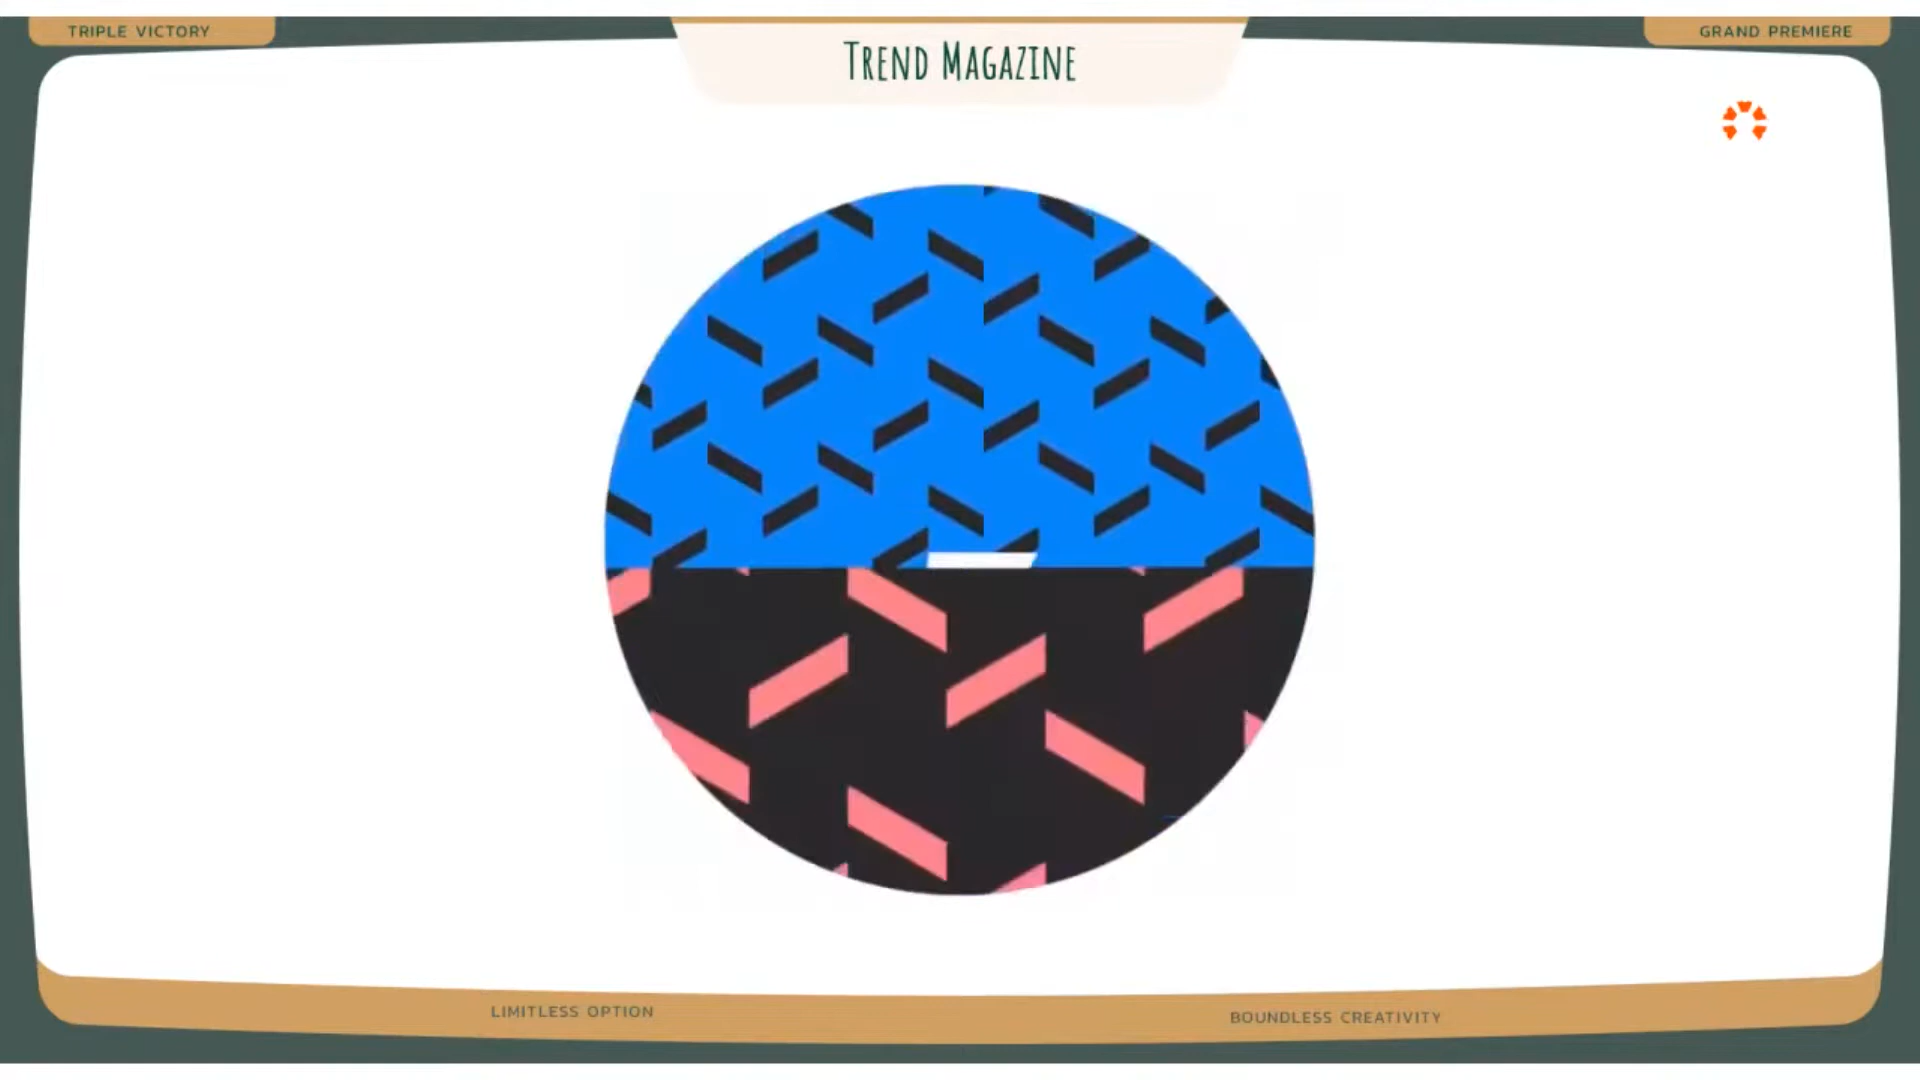 TRIPLE VICTORY
Trend Magazine
GRAND PREMIERE
LIMITLESS OPTION
BOUNDLESS CREATIVITY